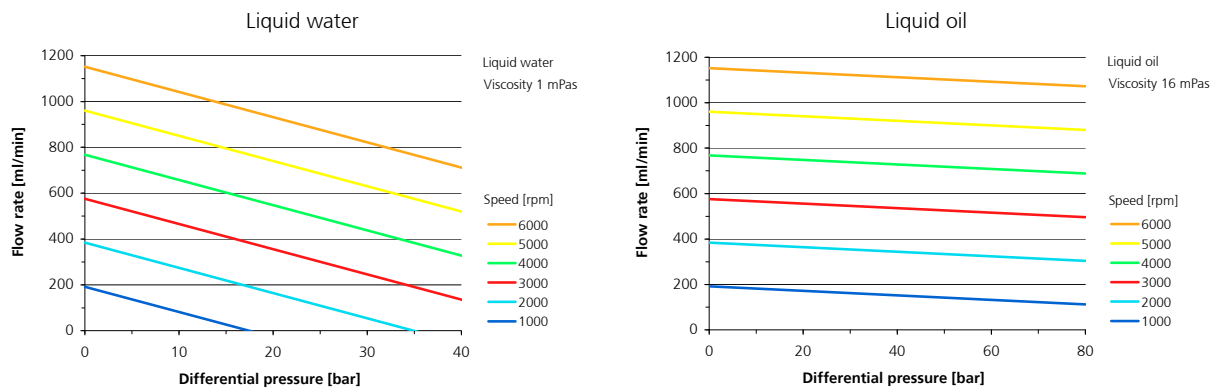 Liquid water
1200
1000
800
600
400
200
0
Flow rate [ml/min]
0 10 20 30 40
Differential pressure [bar]
Liquid water
Viscosity 1 mPas
Speed [rpm]
6000
5000
4000
3000
2000
1000
Liquid oil
1200
1000
800
600
400
200
0
Flow rate [ml/min]
0 20 40 60 80
Differential pressure [bar]
Liquid oil
Viscosity 16 mPas
Speed [rpm]
6000
5000
4000
3000
2000
1000